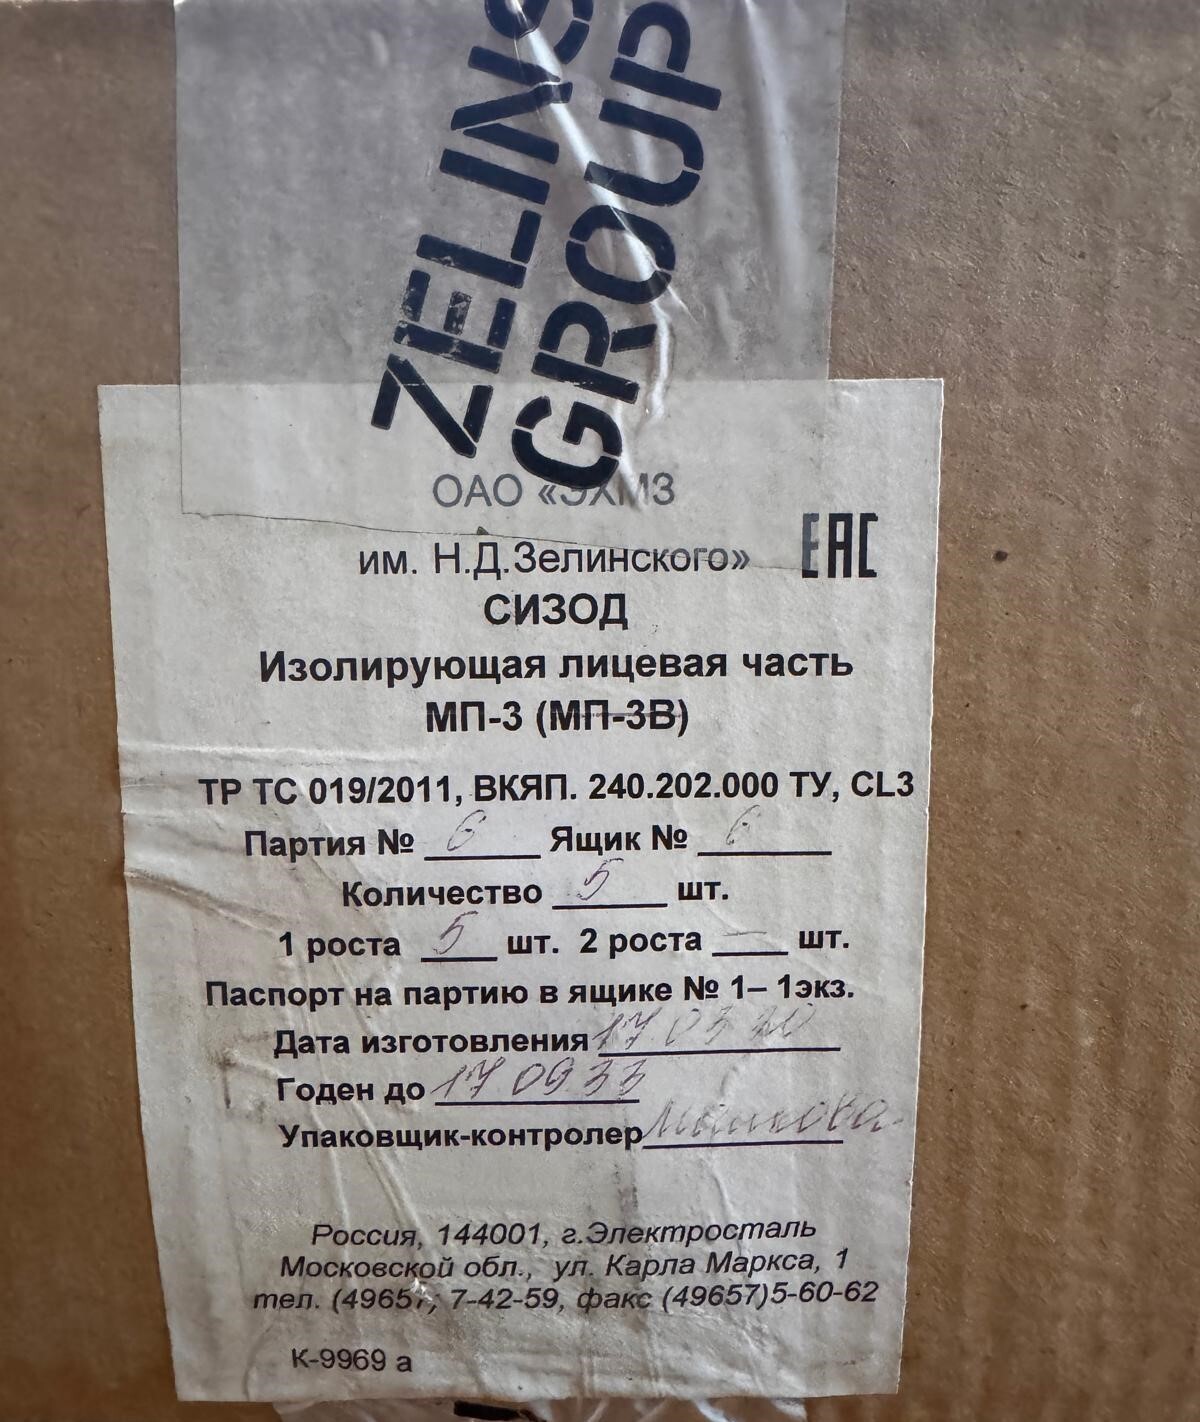 ZELINS
GROUP
ОАО «ЭХМЗ
им. Н.Д.Зелинского»
EAC
СИЗОД
Изолирующая лицевая часть
МП-3 (МП-3В)
ТР ТС 019/2011, ВКЯП. 240.202.000 ТУ, CL3
Партия № 6 Ящик № 6
Количество 5 шт.
1 роста 5 шт. 2 роста — шт.
Паспорт на партию в ящике № 1– 1экз.
Дата изготовления 17 03 20
Годен до 17 09 33
Упаковщик-контролер
Россия, 144001, г.Электросталь
Московской обл., ул. Карла Маркса, 1
тел. (49657) 7-42-59, факс (49657)5-60-62
К-9969 а